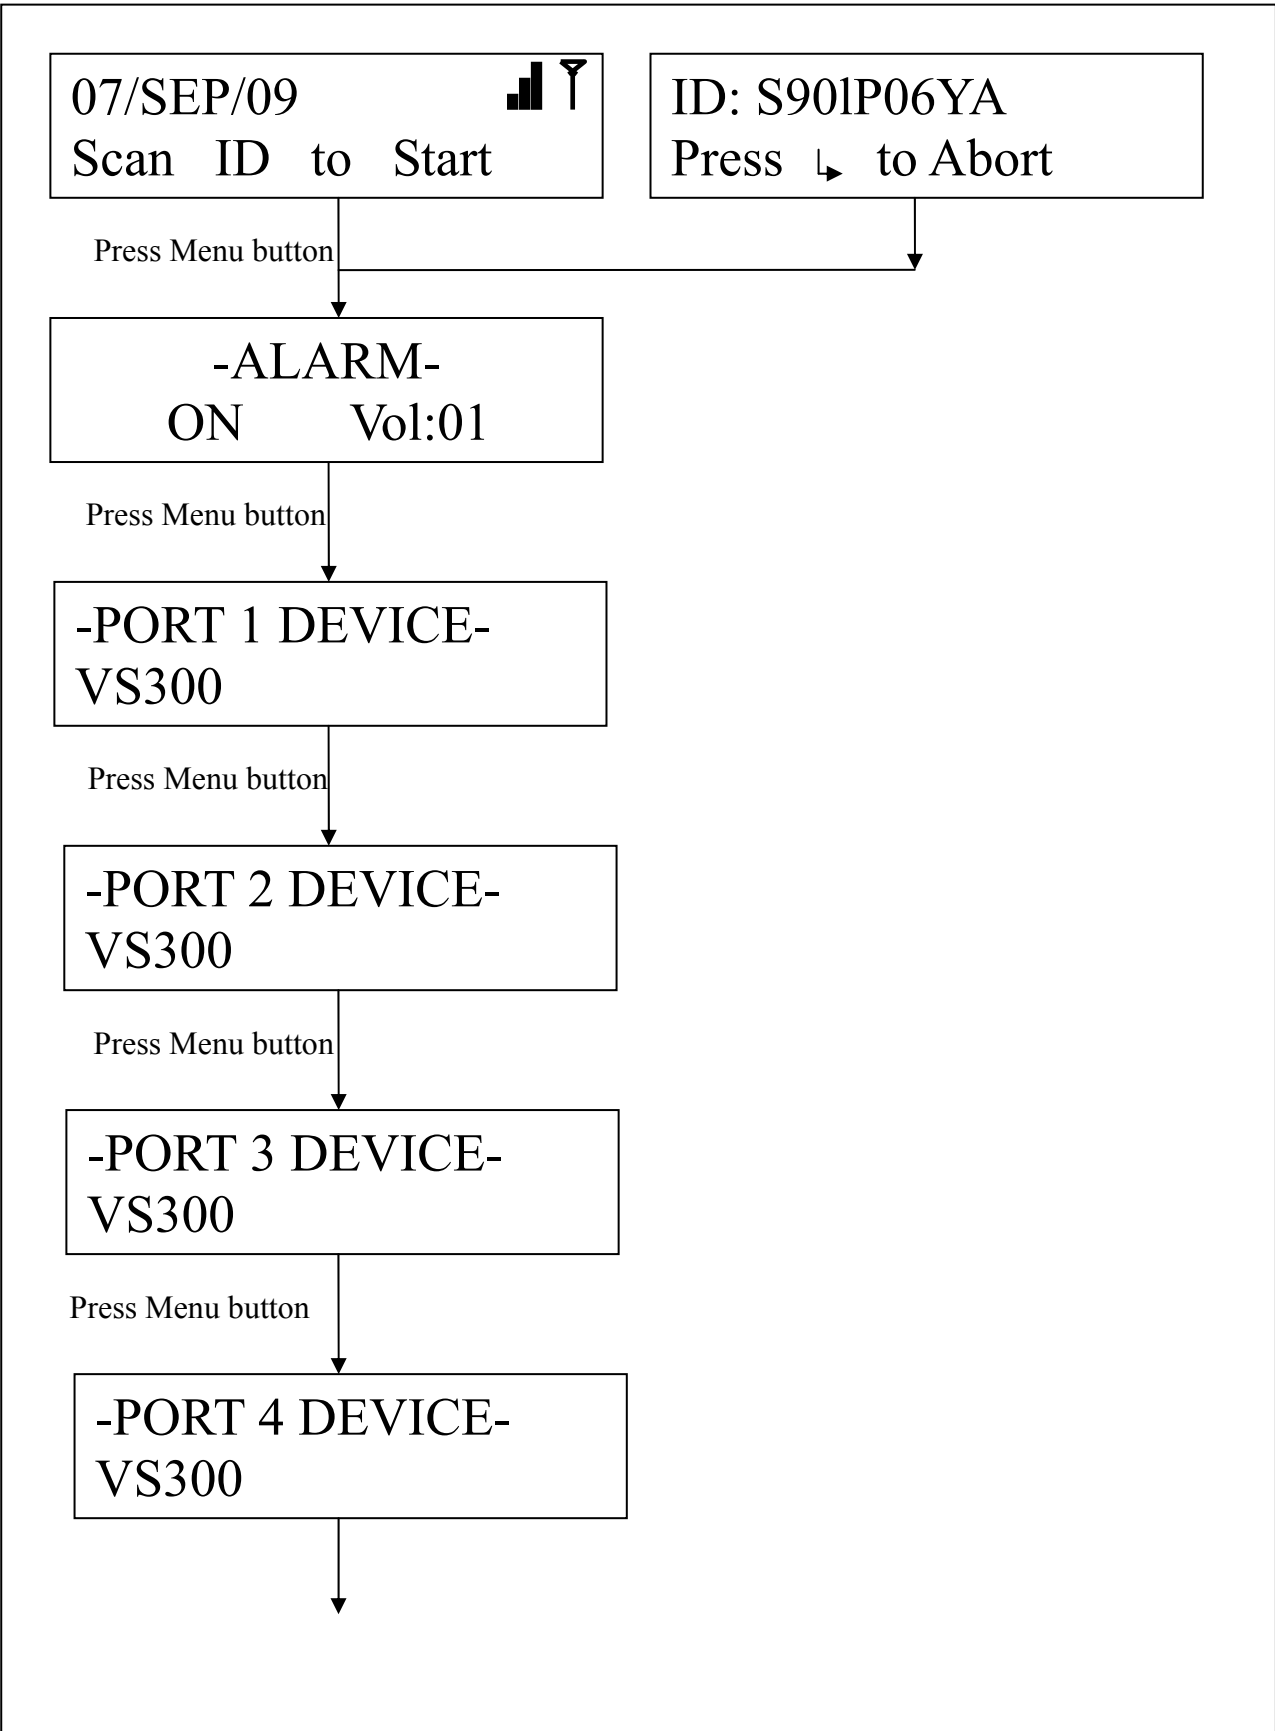 07/SEP/09
Scan ID to Start
ID: S90lP06YA
Press to Abort
Press Menu button
-ALARM-
ON Vol:01
Press Menu button
-PORT 1 DEVICE-
VS300
Press Menu button
-PORT 2 DEVICE-
VS300
Press Menu button
-PORT 3 DEVICE-
VS300
Press Menu button
-PORT 4 DEVICE-
VS300